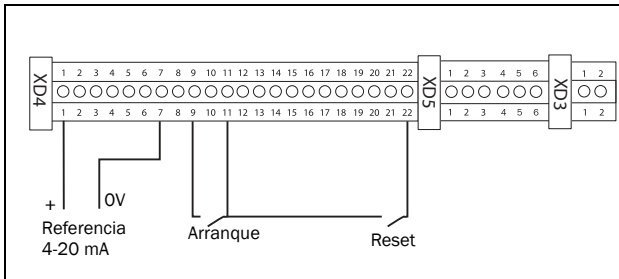 XD4 1 2 3 4 5 6 7 8 9 10 11 12 13 14 15 16 17 18 19 20 21 22 XD5 1 2 3 4 5 6 XD3 1 2
1 2 3 4 5 6 7 8 9 10 11 12 13 14 15 16 17 18 19 20 21 22 1 2 3 4 5 6 1 2
+ 0V
Referencia
4-20 mA
Arranque
Reset